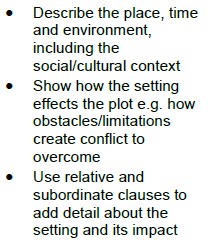 • Describe the place, time
and environment,
including the
social/cultural context
• Show how the setting
effects the plot e.g. how
obstacles/limitations
create conflict to
overcome
• Use relative and
subordinate clauses to
add detail about the
setting and its impact